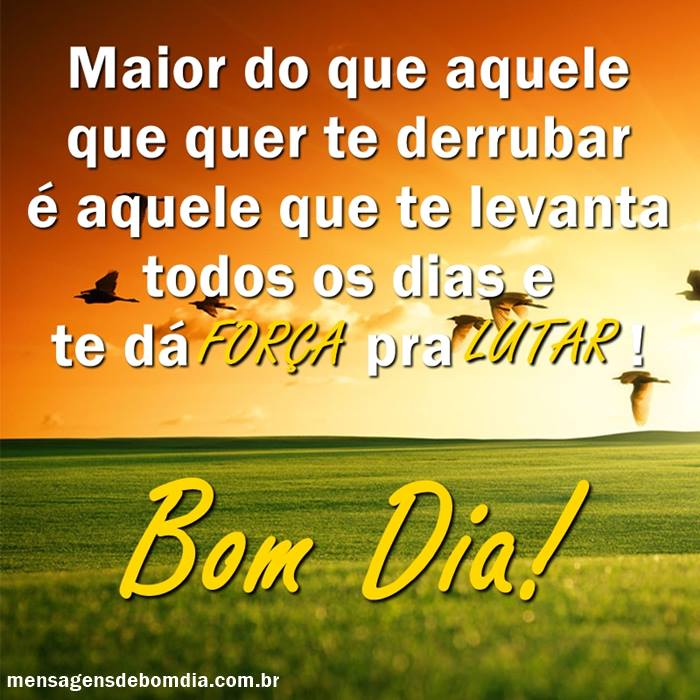 Maior do que aquele
que quer te derrubar
é aquele que te levanta
todos os dias e
te dá FORÇA pra LUTAR !
Bom Dia!
mensagensdebomdia.com.br